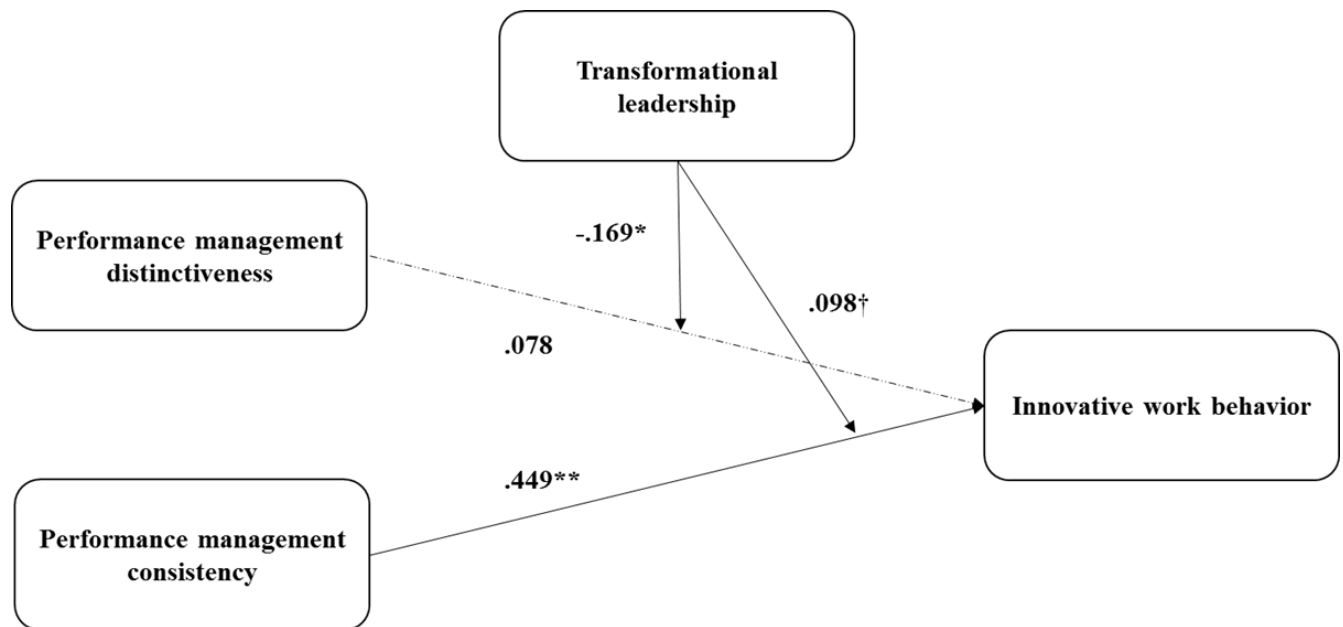 Transformational
leadership
Performance management
distinctiveness
-.169*
.098†
.078
Innovative work behavior
.449**
Performance management
consistency